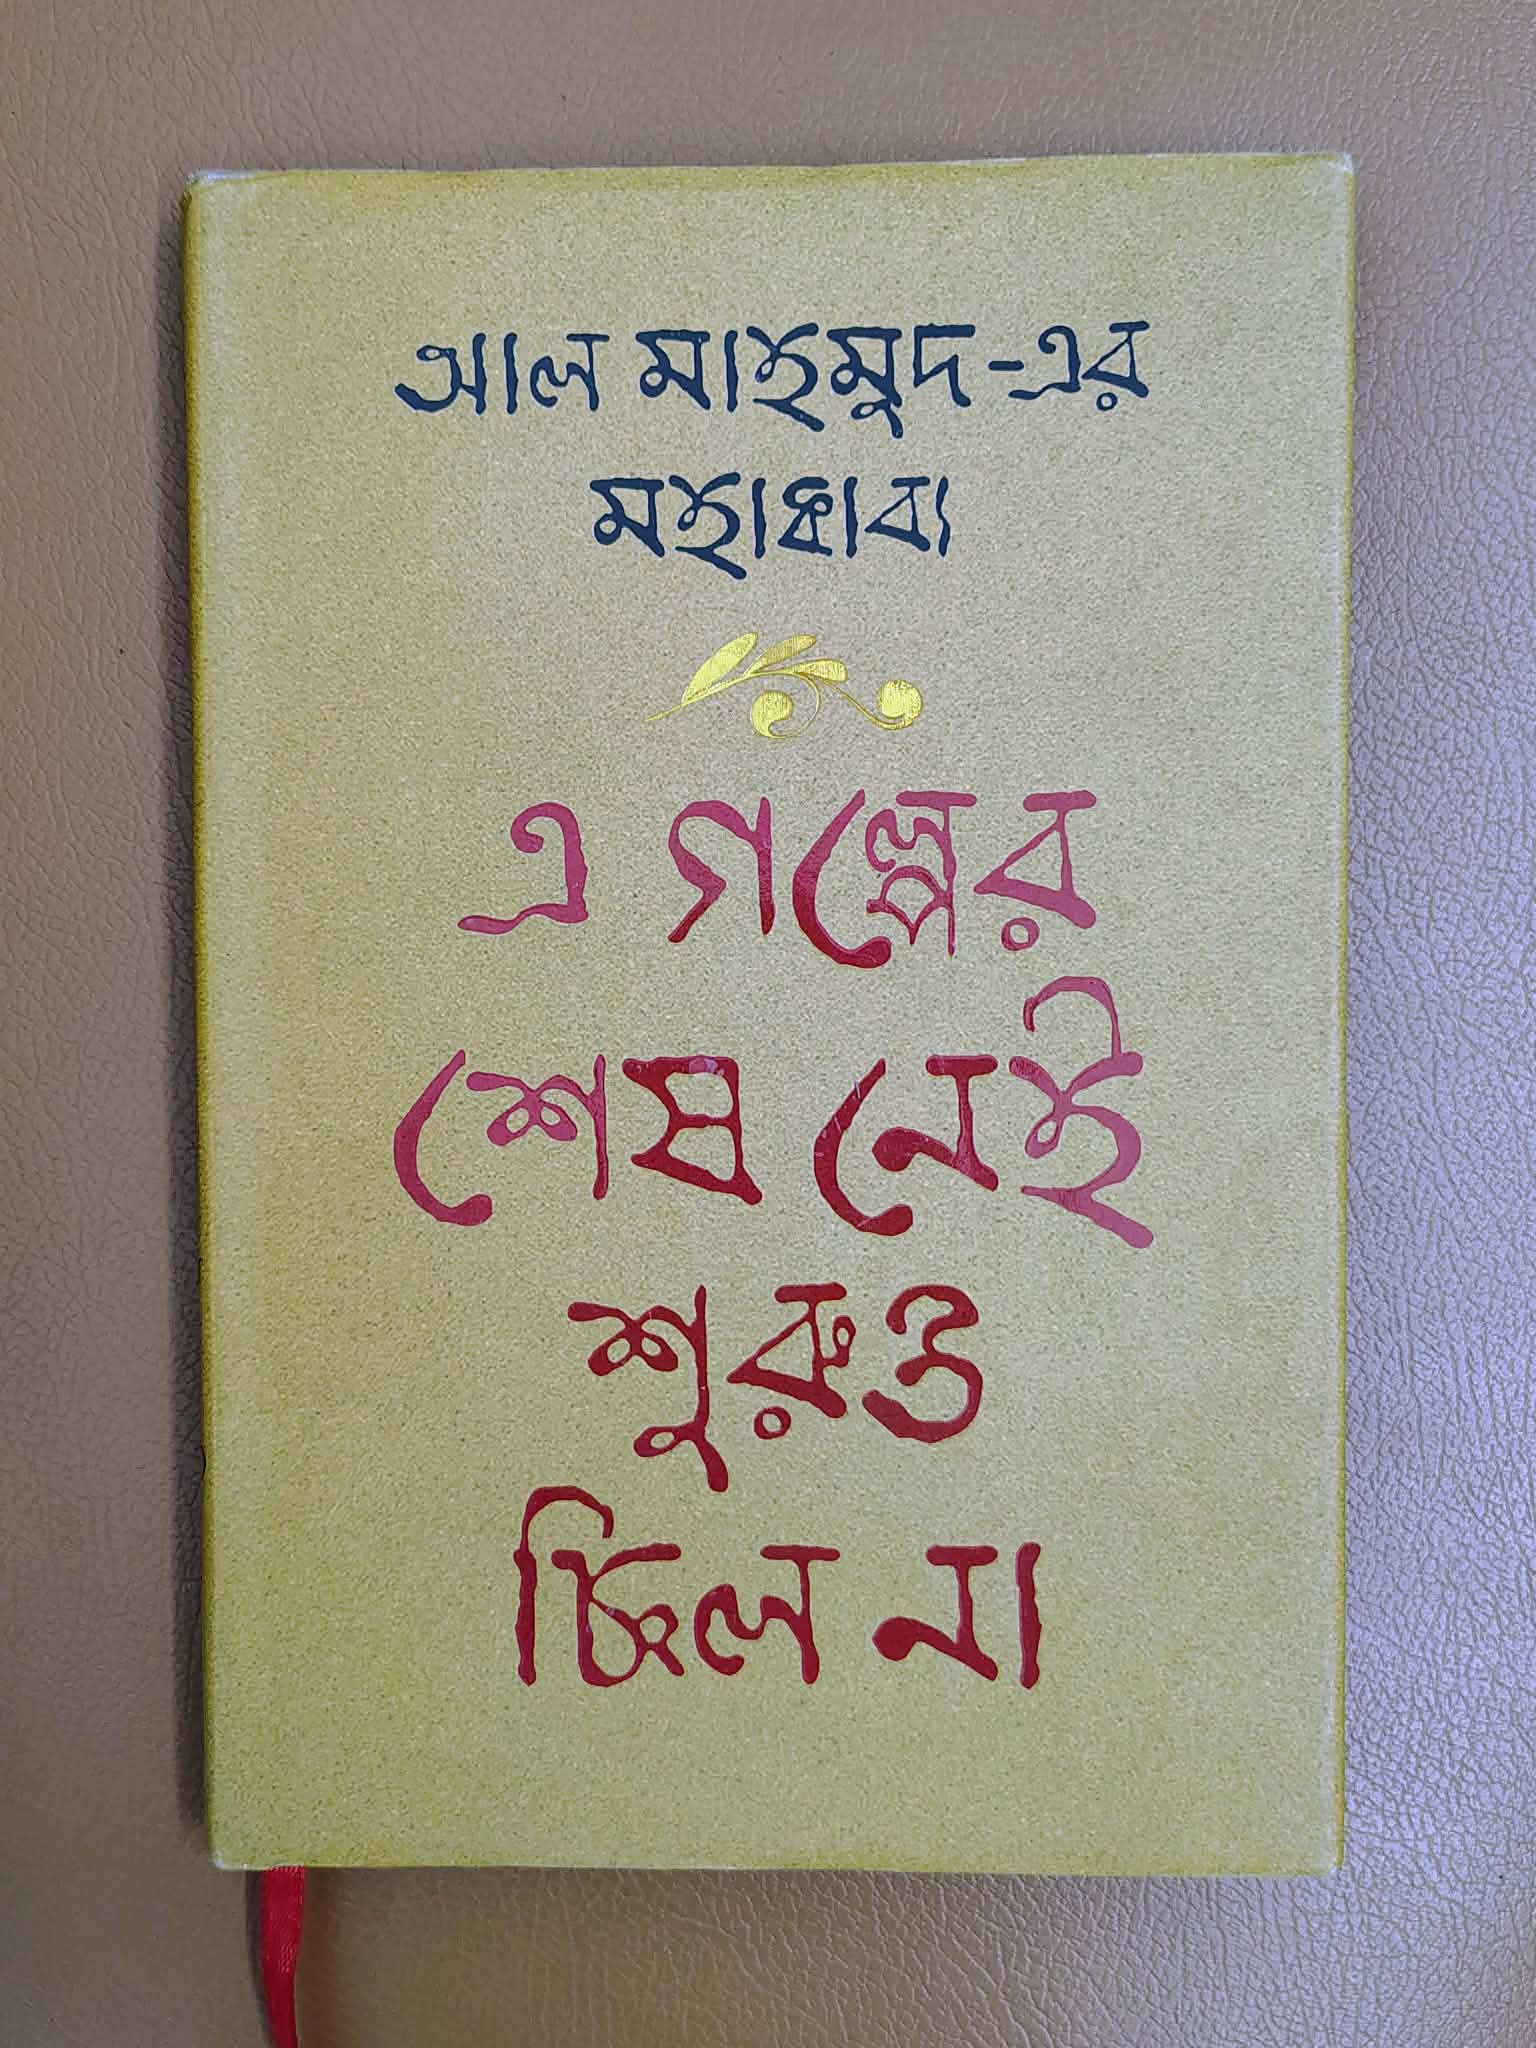 আল মাহমুদ-এর
মহাকাব্য
এ গল্পের
শেষ নেই
শুরুও
ছিল না